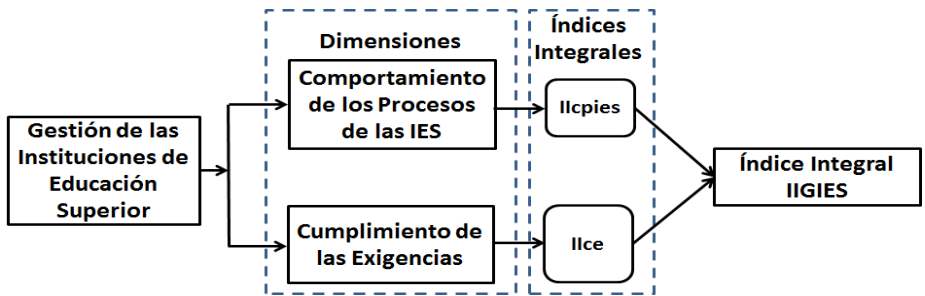 Dimensiones
Índices
Integrales
Comportamiento
de los Procesos
de las IES
IIcpies
Gestión de las
Instituciones de
Educación
Superior
Índice Integral
IIGIES
Cumplimiento de
las Exigencias
IIce